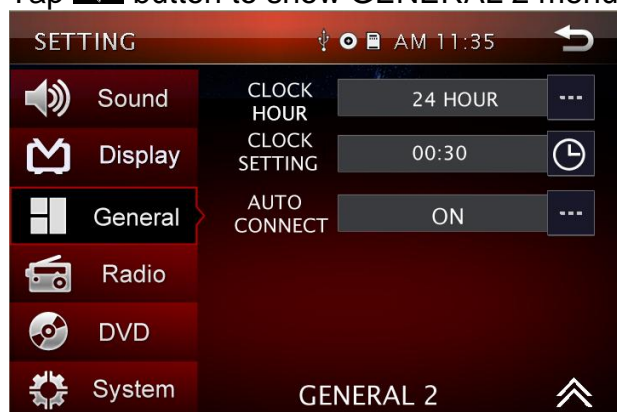 Tap button to show GENERAL 2 menu
SETTING AM 11:35
Sound
Display
General
Radio
DVD
System
CLOCK HOUR 24 HOUR ...
CLOCK SETTING 00:30
AUTO CONNECT ON ...
GENERAL 2